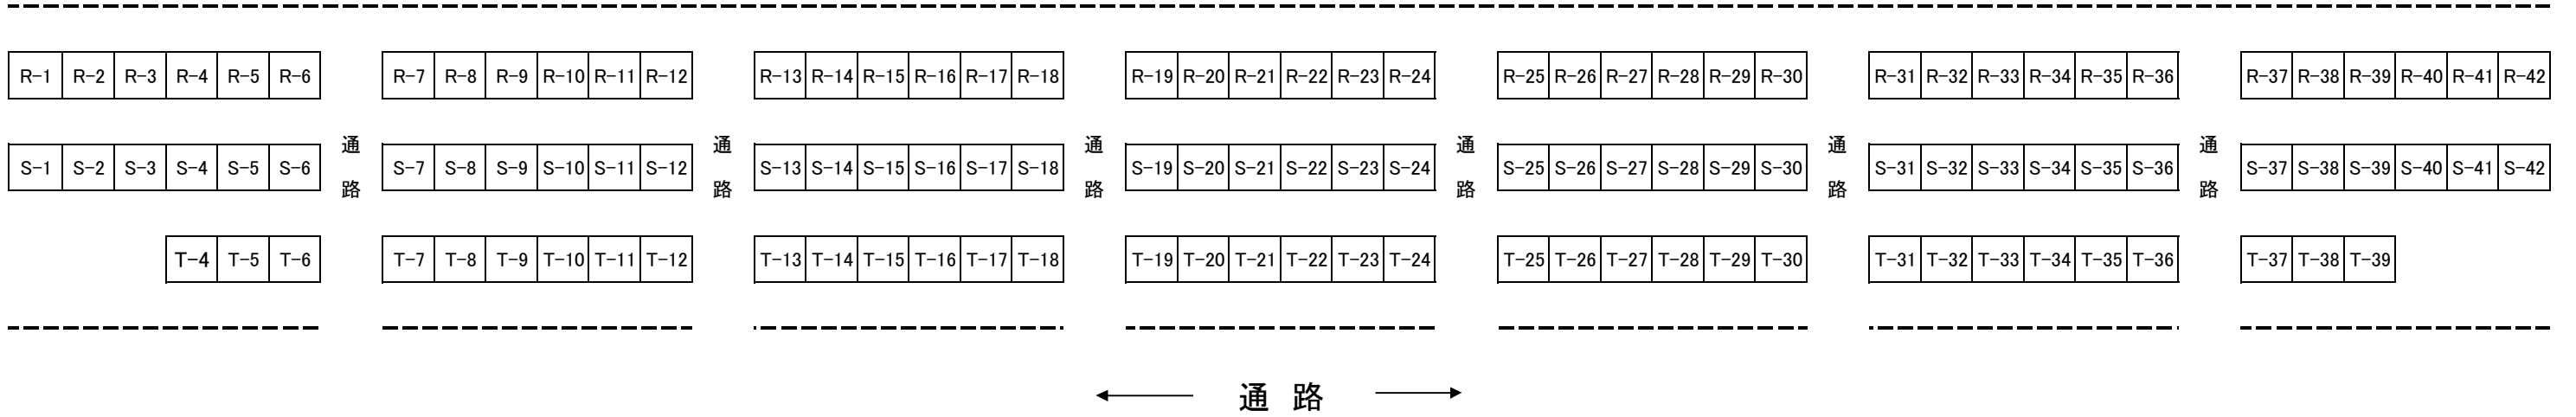 R-1 R-2 R-3 R-4 R-5 R-6 R-7 R-8 R-9 R-10 R-11 R-12 R-13 R-14 R-15 R-16 R-17 R-18 R-19 R-20 R-21 R-22 R-23 R-24 R-25 R-26 R-27 R-28 R-29 R-30 R-31 R-32 R-33 R-34 R-35 R-36 R-37 R-38 R-39 R-40 R-41 R-42
通路 通路 通路 通路 通路 通路
S-1 S-2 S-3 S-4 S-5 S-6 S-7 S-8 S-9 S-10 S-11 S-12 S-13 S-14 S-15 S-16 S-17 S-18 S-19 S-20 S-21 S-22 S-23 S-24 S-25 S-26 S-27 S-28 S-29 S-30 S-31 S-32 S-33 S-34 S-35 S-36 S-37 S-38 S-39 S-40 S-41 S-42
T-4 T-5 T-6 T-7 T-8 T-9 T-10 T-11 T-12 T-13 T-14 T-15 T-16 T-17 T-18 T-19 T-20 T-21 T-22 T-23 T-24 T-25 T-26 T-27 T-28 T-29 T-30 T-31 T-32 T-33 T-34 T-35 T-36 T-37 T-38 T-39
通 路